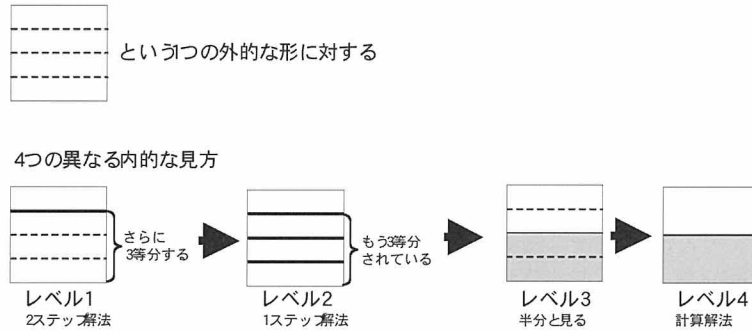 という1つの外的な形に対する
4つの異なる内的な見方
さらに
3等分する
もう3等分
されている
レベル1
2ステップ解法
レベル2
1ステップ解法
レベル3
半分と見る
レベル4
計算解法